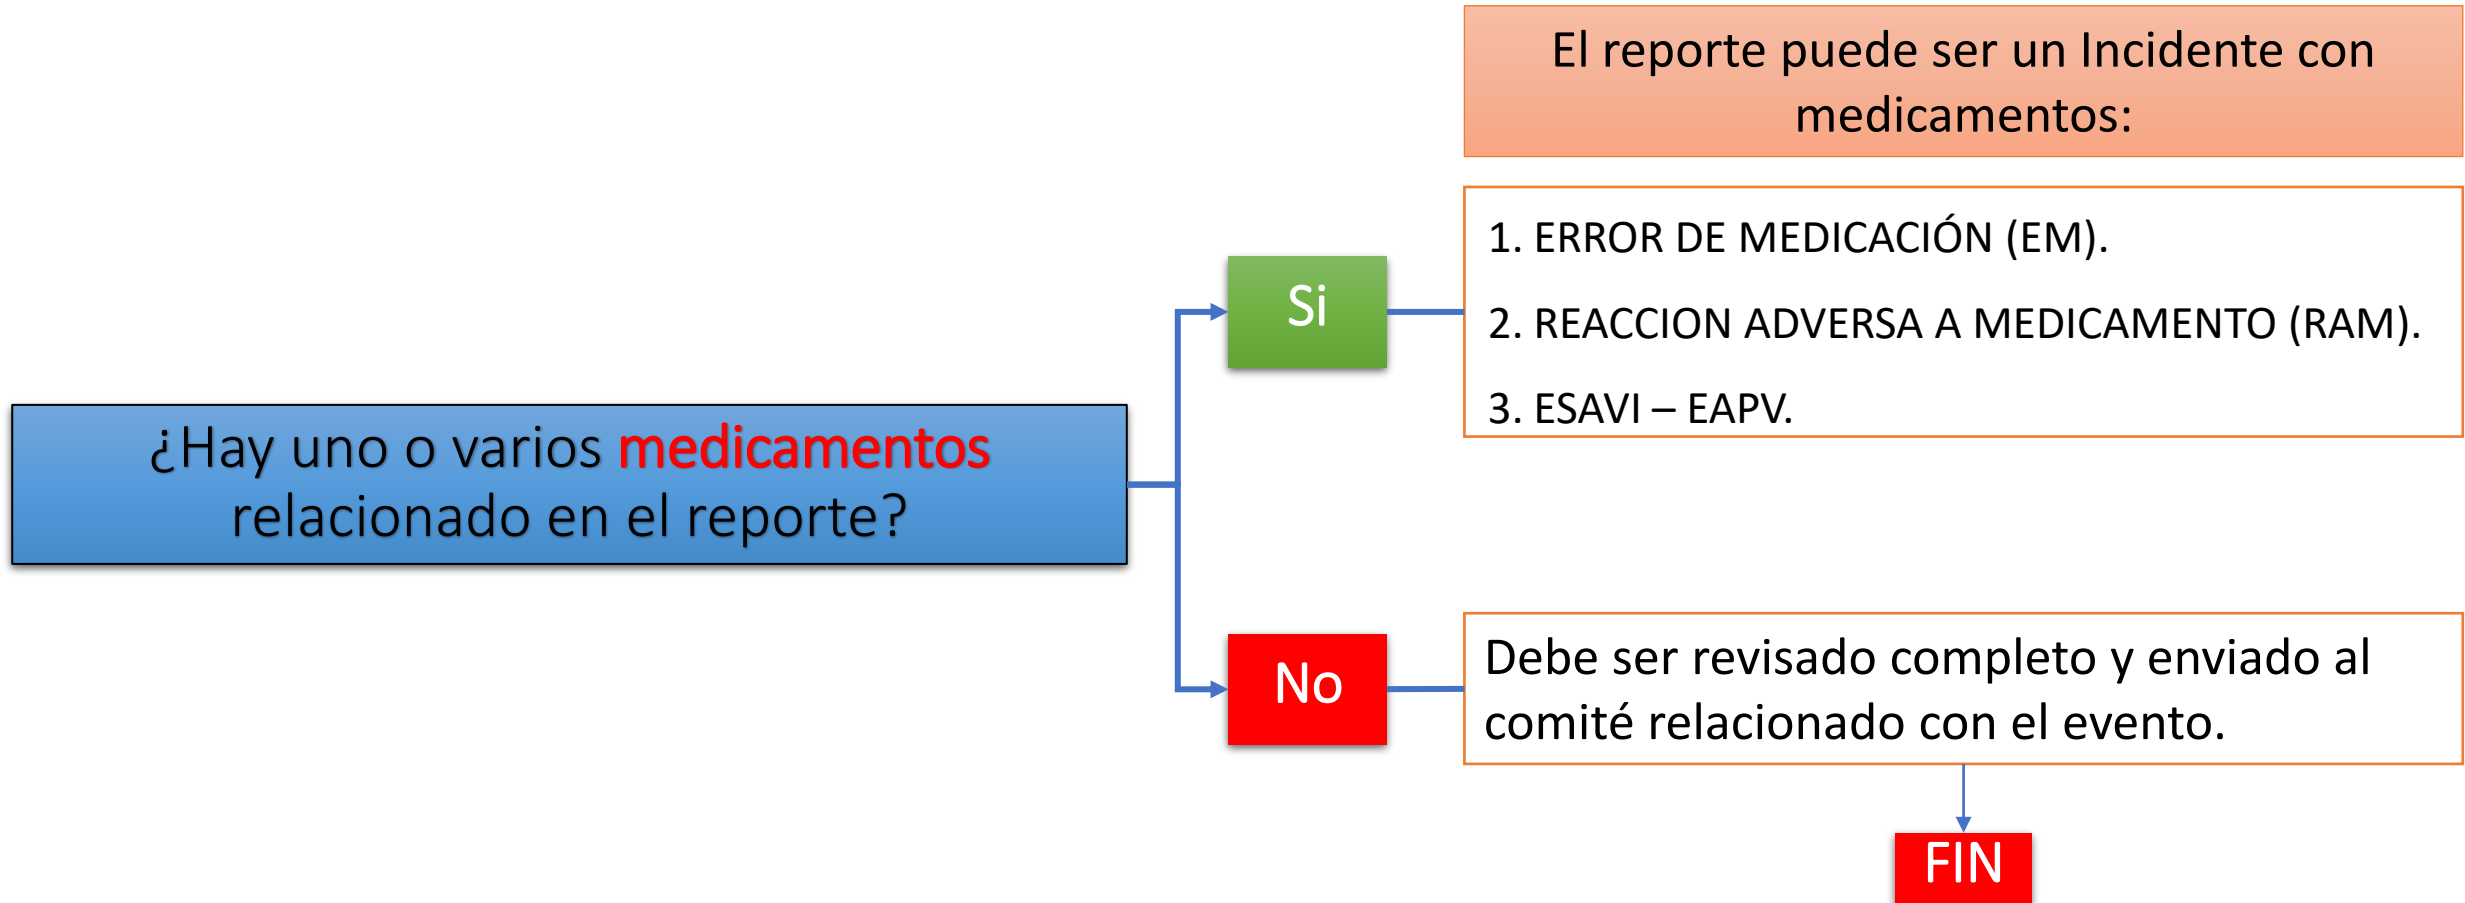 El reporte puede ser un Incidente con
medicamentos:
1. ERROR DE MEDICACIÓN (EM).
2. REACCION ADVERSA A MEDICAMENTO (RAM).
3. ESAVI – EAPV.
Si
¿Hay uno o varios medicamentos
relacionado en el reporte?
No
Debe ser revisado completo y enviado al
comité relacionado con el evento.
FIN